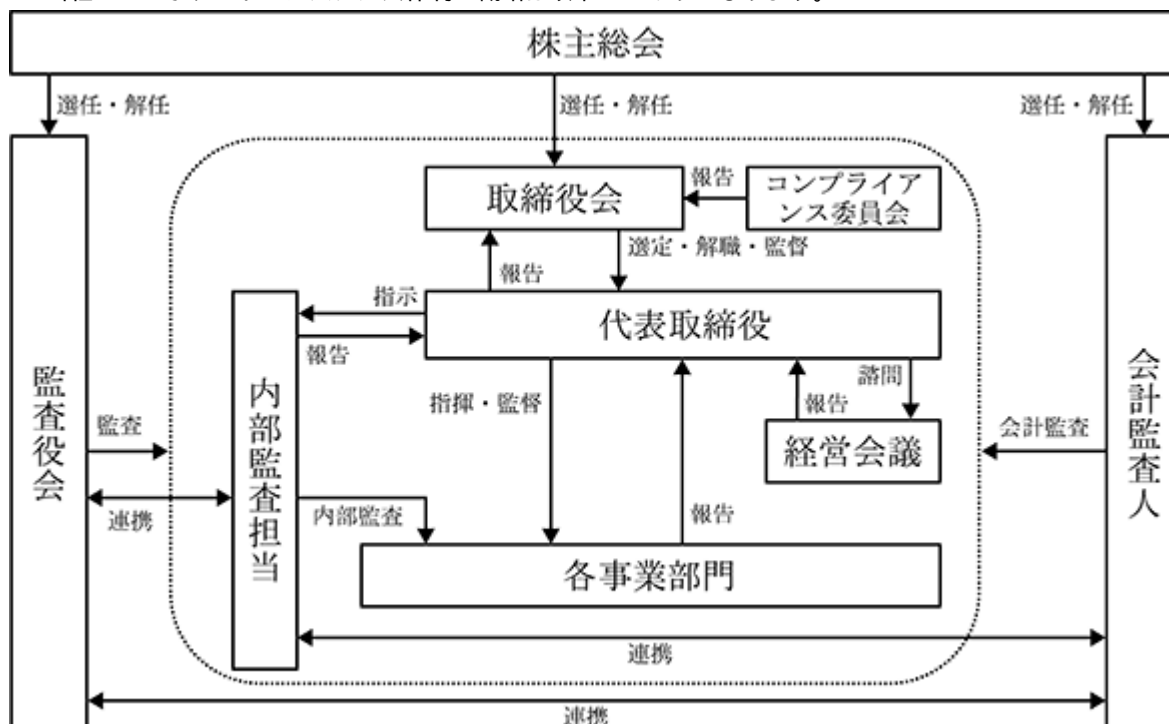 株主総会
選任・解任
選任・解任
選任・解任
取締役会
報告
コンプライア
ンス委員会
選定・解職・監督
報告
指示
代表取締役
報告
監査役会
監査
内部監査担当
指揮・監督
報告
諮問
経営会議
会計監査
会計監査人
連携
内部監査
報告
各事業部門
連携
連携